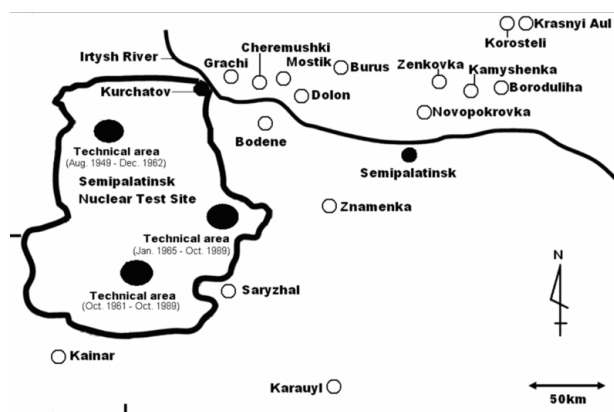 Krasnyi Aul
Korosteli
Cheremushki
Irtysh River
Grachi
Mostik
Burus
Zenkovka
Kamyshenka
Kurchatov
Dolon
Boroduliha
Novopokrovka
Bodene
Technical area
(Aug. 1949 - Dec. 1962)
Semipalatinsk
Semipalatinsk
Nuclear Test Site
Znamenka
Technical area
(Jan. 1965 - Oct. 1989)
N
Technical area
(Oct. 1961 - Oct. 1989)
Saryzhal
Kainar
Karauyl
50km